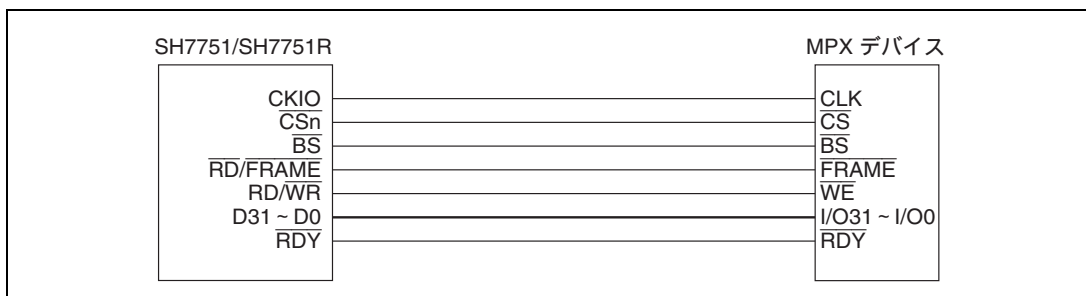 SH7751/SH7751R
MPX デバイス
CKIO
CSn
BS
RD/FRAME
RD/WR
D31 ~ D0
RDY
CLK
CS
BS
FRAME
WE
I/O31 ~ I/O0
RDY